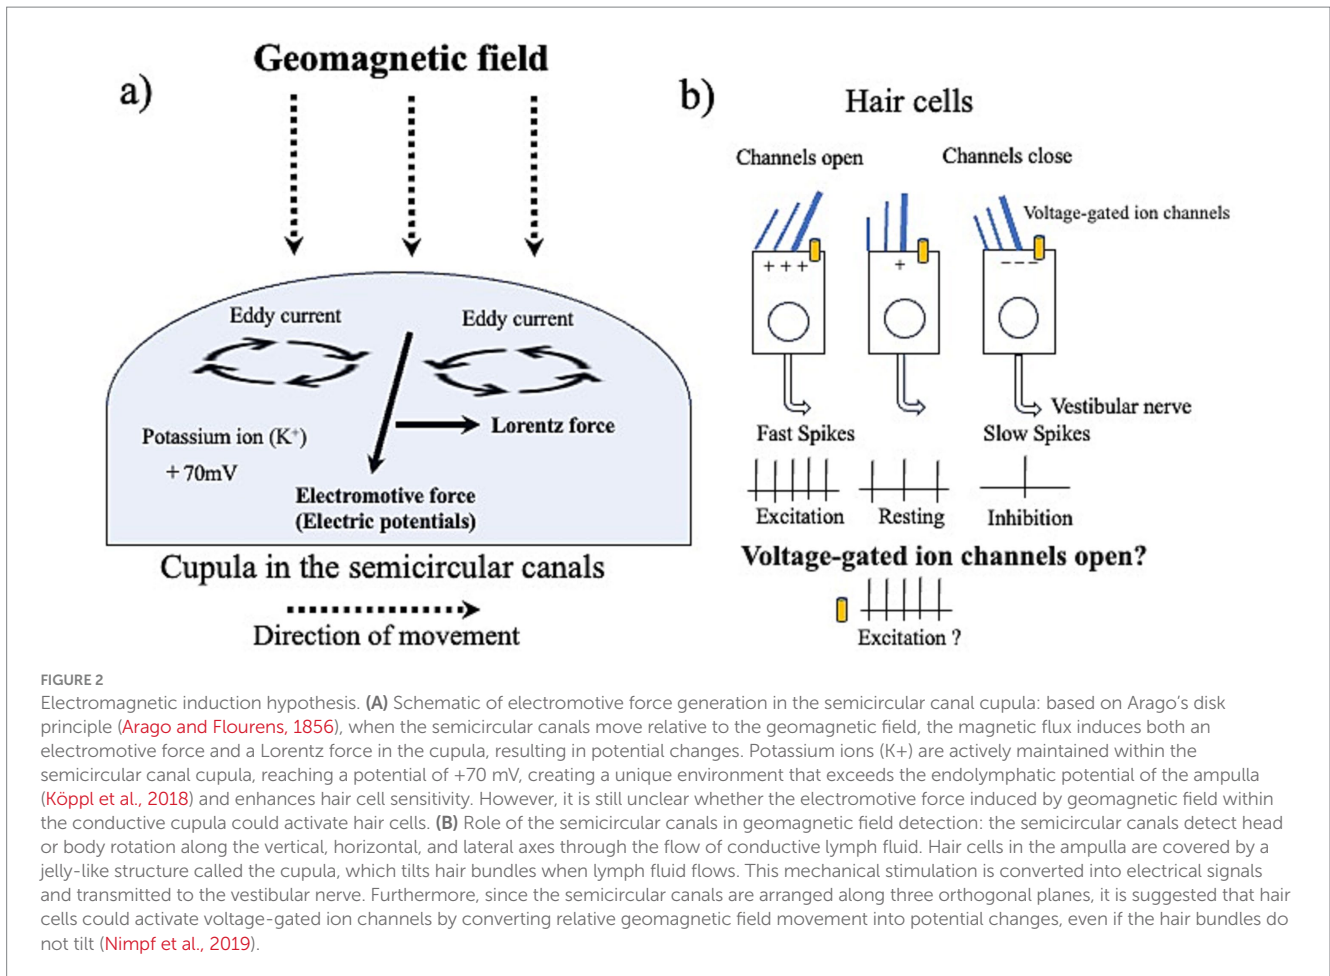 Geomagnetic field
a)
Eddy current
Eddy current
Potassium ion (K⁺)
+70mV
Lorentz force
Electromotive force
(Electric potentials)
Cupula in the semicircular canals
Direction of movement
b)
Hair cells
Channels open
Channels close
Voltage-gated ion channels
+ + +
+
- - -
Vestibular nerve
Fast Spikes
Slow Spikes
Excitation
Resting
Inhibition
Voltage-gated ion channels open?
Excitation ?
FIGURE 2
Electromagnetic induction hypothesis. (A) Schematic of electromotive force generation in the semicircular canal cupula: based on Arago’s disk
principle (Arago and Flourens, 1856), when the semicircular canals move relative to the geomagnetic field, the magnetic flux induces both an
electromotive force and a Lorentz force in the cupula, resulting in potential changes. Potassium ions (K+) are actively maintained within the
semicircular canal cupula, reaching a potential of +70 mV, creating a unique environment that exceeds the endolymphatic potential of the ampulla
(Köppl et al., 2018) and enhances hair cell sensitivity. However, it is still unclear whether the electromotive force induced by geomagnetic field within
the conductive cupula could activate hair cells. (B) Role of the semicircular canals in geomagnetic field detection: the semicircular canals detect head
or body rotation along the vertical, horizontal, and lateral axes through the flow of conductive lymph fluid. Hair cells in the ampulla are covered by a
jelly-like structure called the cupula, which tilts hair bundles when lymph fluid flows. This mechanical stimulation is converted into electrical signals
and transmitted to the vestibular nerve. Furthermore, since the semicircular canals are arranged along three orthogonal planes, it is suggested that hair
cells could activate voltage-gated ion channels by converting relative geomagnetic field movement into potential changes, even if the hair bundles do
not tilt (Nimpf et al., 2019).